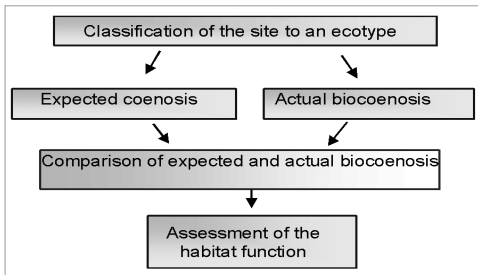 Classification of the site to an ecotype
Expected coenosis
Actual biocoenosis
Comparison of expected and actual biocoenosis
Assessment of the
habitat function